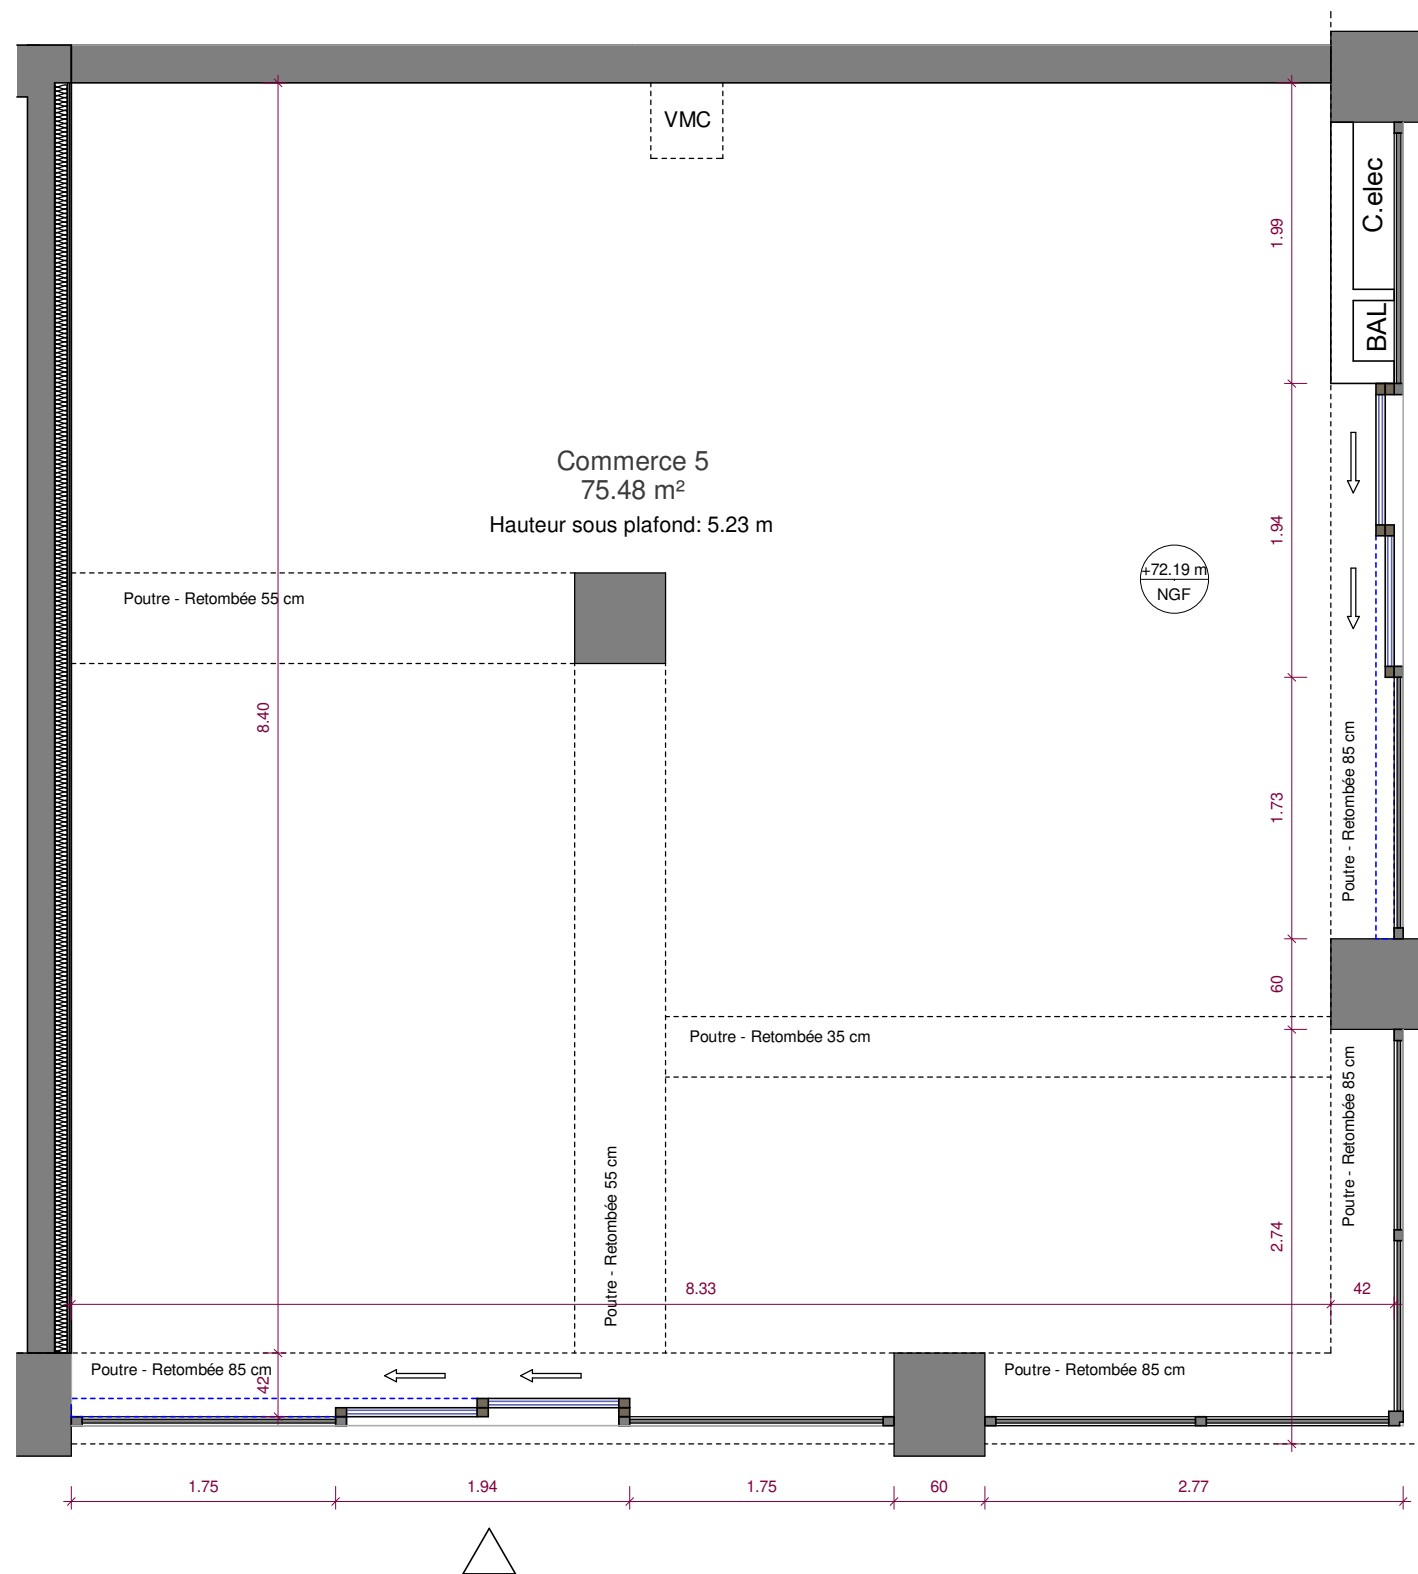 VMC
C.elec
1.99
BAL
Commerce 5
75.48 m²
Hauteur sous plafond: 5.23 m
1.94
+72.19 m
NGF
Poutre - Retombée 55 cm
8.40
1.73
Poutre - Retombée 85 cm
60
Poutre - Retombée 35 cm
Poutre - Retombée 85 cm
Poutre - Retombée 55 cm
2.74
8.33
42
Poutre - Retombée 85 cm
42
Poutre - Retombée 85 cm
1.75
1.94
1.75
60
2.77